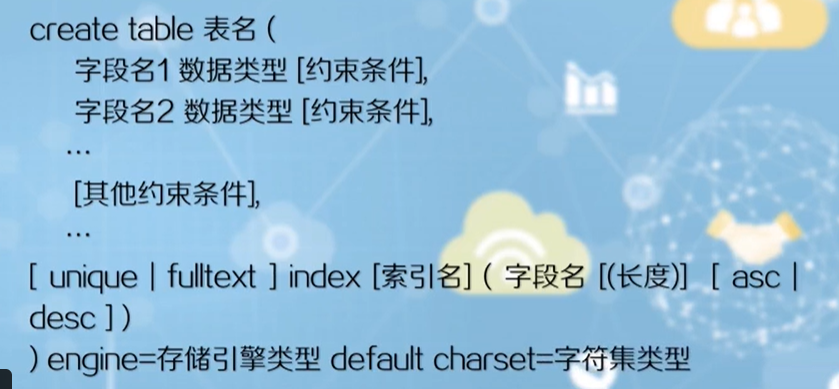 create table 表名 (
字段名1 数据类型 [约束条件],
字段名2 数据类型 [约束条件],
...
[其他约束条件],
...
[ unique | fulltext ] index [索引名] ( 字段名 [(长度)] [ asc |
desc ] )
) engine=存储引擎类型 default charset=字符集类型